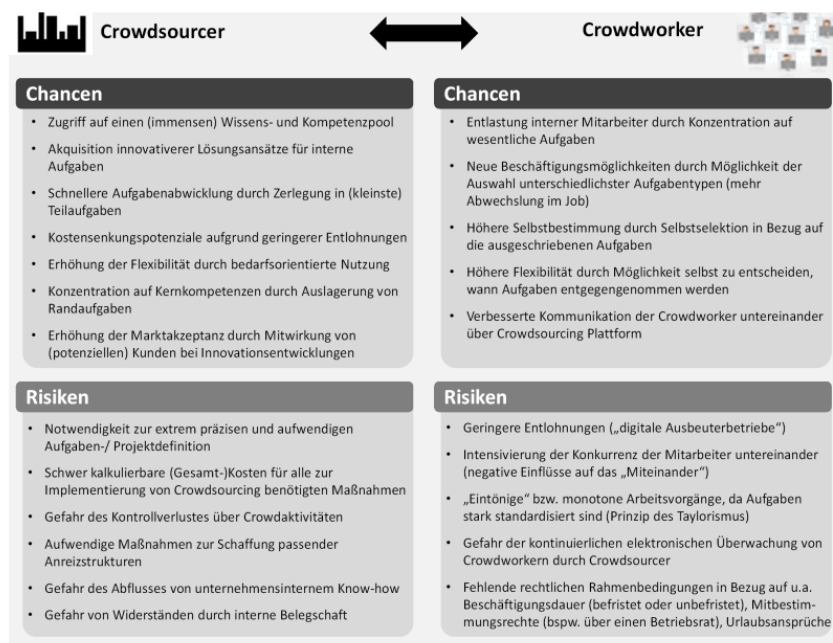 Crowdsourcer
Crowdworker
Chancen
• Zugriff auf einen (immensen) Wissens- und Kompetenzpool
• Akquisition innovativerer Lösungsansätze für interne
Aufgaben
• Schnellere Aufgabenabwicklung durch Zerlegung in (kleinste)
Teilaufgaben
• Kostensenkungspotenziale aufgrund geringerer Entlohnungen
• Erhöhung der Flexibilität durch bedarfsorientierte Nutzung
• Konzentration auf Kernkompetenzen durch Auslagerung von
Randaufgaben
• Erhöhung der Marktakzeptanz durch Mitwirkung von
(potenziellen) Kunden bei Innovationsentwicklungen
Chancen
• Entlastung interner Mitarbeiter durch Konzentration auf
wesentliche Aufgaben
• Neue Beschäftigungsmöglichkeiten durch Möglichkeit der
Auswahl unterschiedlichster Aufgabentypen (mehr
Abwechslung im Job)
• Höhere Selbstbestimmung durch Selbstselektion in Bezug auf
die ausgeschriebenen Aufgaben
• Höhere Flexibilität durch Möglichkeit selbst zu entscheiden,
wann Aufgaben entgegengenommen werden
• Verbesserte Kommunikation der Crowdworker untereinander
über Crowdsourcing Plattform
Risiken
• Notwendigkeit zur extrem präzisen und aufwendigen
Aufgaben-/ Projektdefinition
• Schwer kalkulierbare (Gesamt-)Kosten für alle zur
Implementierung von Crowdsourcing benötigten Maßnahmen
• Gefahr des Kontrollverlustes über Crowdaktivitäten
• Aufwendige Maßnahmen zur Schaffung passender
Anreizstrukturen
• Gefahr des Abflusses von unternehmensinternem Know-how
• Gefahr von Widerständen durch interne Belegschaft
Risiken
• Geringere Entlohnungen („digitale Ausbeuterbetriebe“)
• Intensivierung der Konkurrenz der Mitarbeiter untereinander
(negative Einflüsse auf das „Miteinander“)
• „Eintönige“ bzw. monotone Arbeitsvorgänge, da Aufgaben
stark standardisiert sind (Prinzip des Taylorismus)
• Gefahr der kontinuierlichen elektronischen Überwachung von
Crowdworkern durch Crowdsourcer
• Fehlende rechtlichen Rahmenbedingungen in Bezug auf u.a.
Beschäftigungsdauer (befristet oder unbefristet), Mitbestim-
mungsrechte (bspw. über einen Betriebsrat), Urlaubsansprüche